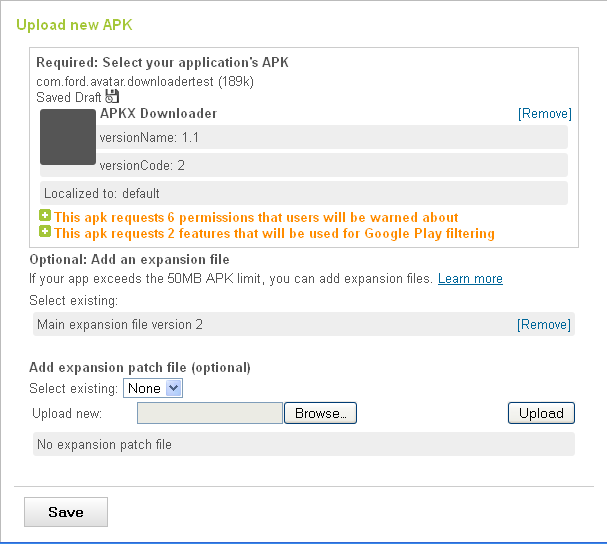 Upload new APK
Required: Select your application's APK
com.ford.avatar.downloadertest (189k)
Saved Draft
APKX Downloader [Remove]
versionName: 1.1
versionCode: 2
Localized to: default
This apk requests 6 permissions that users will be warned about
This apk requests 2 features that will be used for Google Play filtering
Optional: Add an expansion file
If your app exceeds the 50MB APK limit, you can add expansion files. Learn more
Select existing:
Main expansion file version 2 [Remove]
Add expansion patch file (optional)
Select existing: None
Upload new: Browse... Upload
No expansion patch file
Save